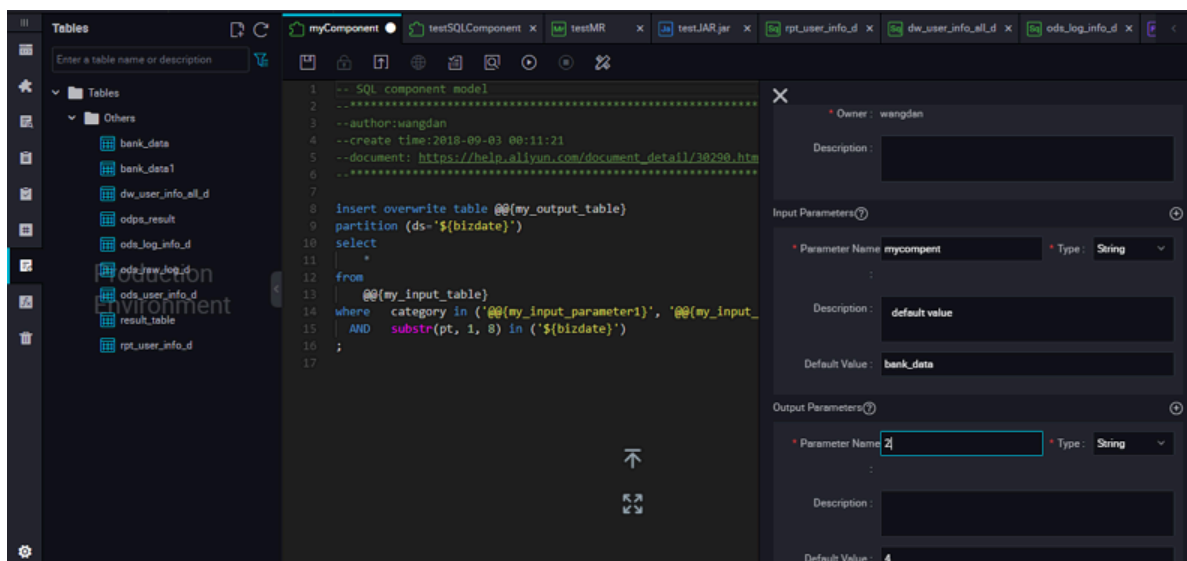 Tables
myComponent
testSQLComponent ×
Mr testMR ×
Ja testJAR.jar ×
Sq rpt_user_info_d ×
Sq dw_user_info_all_d ×
Sq ods_log_info_d ×
Enter a table name or description
Tables
Others
bank_data
bank_data1
dw_user_info_all_d
odps_result
ods_log_info_d
ods_raw_log_d
ods_user_info_d
result_table
rpt_user_info_d
Production
Environment
1 -- SQL component model
2 --********************************************************
3 --author:wangdan
4 --create time:2018-09-03 00:11:21
5 --document: https://help.aliyun.com/document_detail/30290.htm
6 --********************************************************
7
8 insert overwrite table @@{my_output_table}
9 partition (ds='${bizdate}')
10 select
11 *
12 from
13 @@{my_input_table}
14 where category in ('@@{my_input_parameter1}', '@@{my_input_
15 AND substr(pt, 1, 8) in ('${bizdate}')
16 ;
17
* Owner : wangdan
Description :
Input Parameters?
* Parameter Name mycompent * Type : String
:
Description : default value
Default Value : bank_data
Output Parameters?
* Parameter Name 2 * Type : String
:
Description :
Default Value : 4